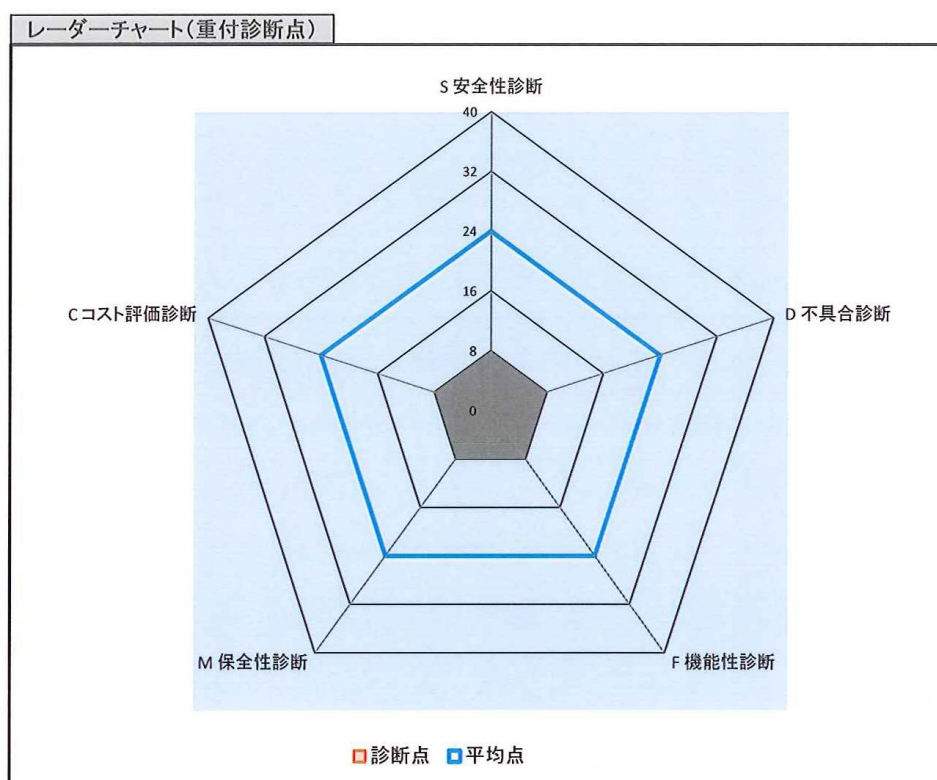 レーダーチャート(重付診断点)
S 安全性診断
40
32
24
16
8
0
C コスト評価診断
D 不具合診断
M 保全性診断
F 機能性診断
診断点 平均点